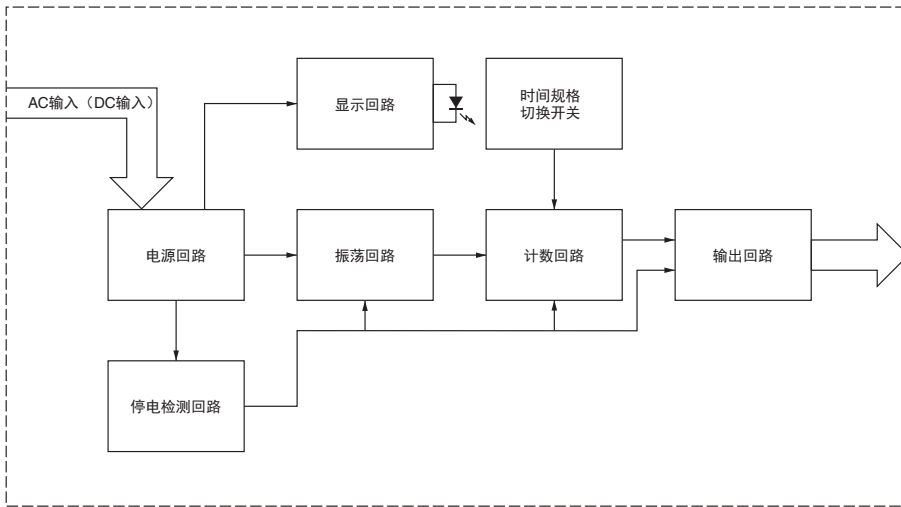 AC输入（DC输入）
显示回路
时间规格
切换开关
电源回路
振荡回路
计数回路
输出回路
停电检测回路